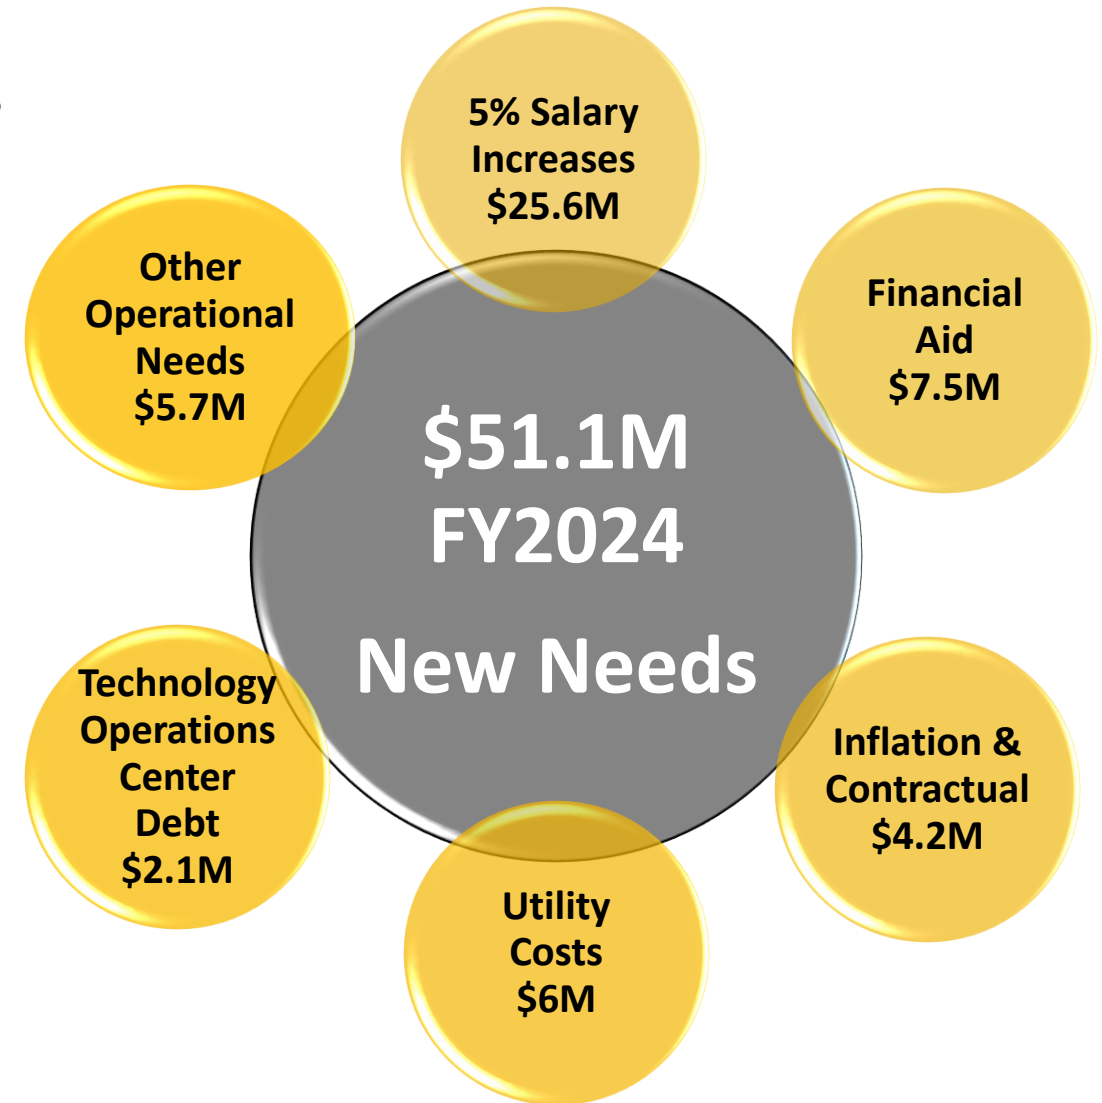 5% Salary
Increases
$25.6M
Other
Operational
Needs
$5.7M
Financial
Aid
$7.5M
$51.1M
FY2024
New Needs
Technology
Operations
Center
Debt
$2.1M
Inflation &
Contractual
$4.2M
Utility
Costs
$6M